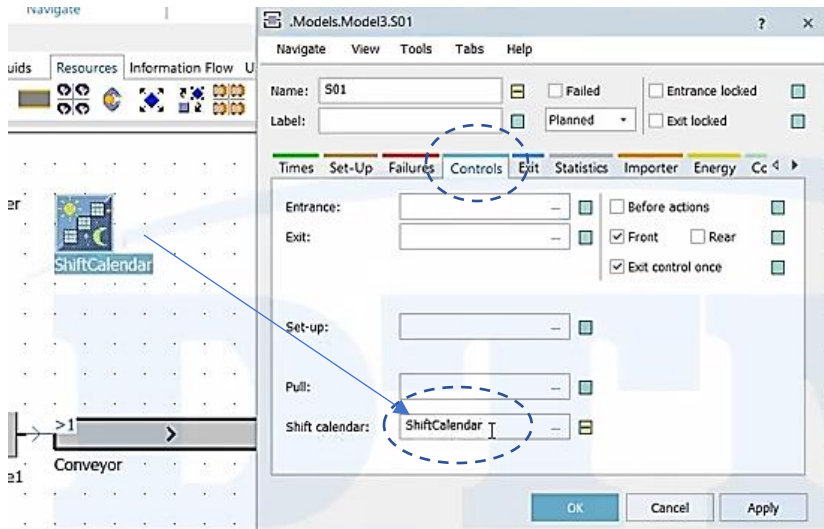 Navigate
.Models.Model3.S01
? ×
Navigate View Tools Tabs Help
uids Resources Information Flow U
Name: S01 Failed Entrance locked
Label: Planned Exit locked
Times Set-Up Failures Controls Exit Statistics Importer Energy Cc
er
Entrance: ... Before actions
Exit: ... Front Rear
ShiftCalendar
Exit control once
Set-up: ...
Pull: ...
Shift calendar: ShiftCalendar ...
>1
Conveyor
e1
OK Cancel Apply